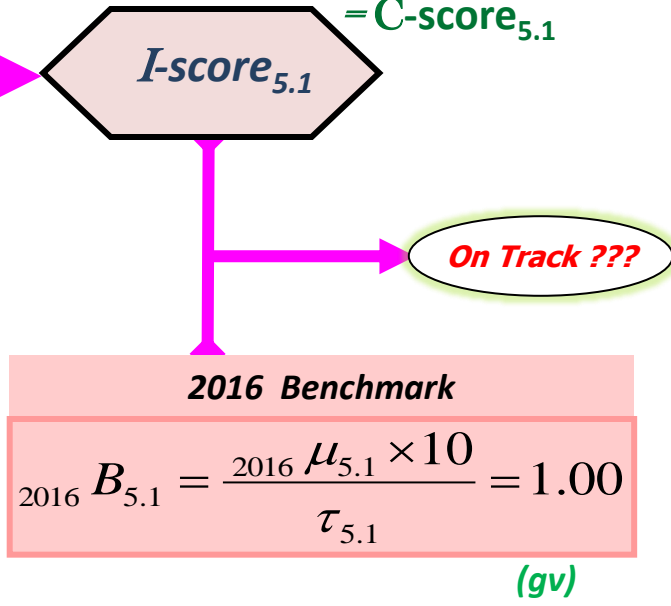 = C-score5.1
I-score5.1
On Track ???
2016 Benchmark
2016 B5.1 = 2016 μ5.1 ×10 / τ5.1 = 1.00
(gv)